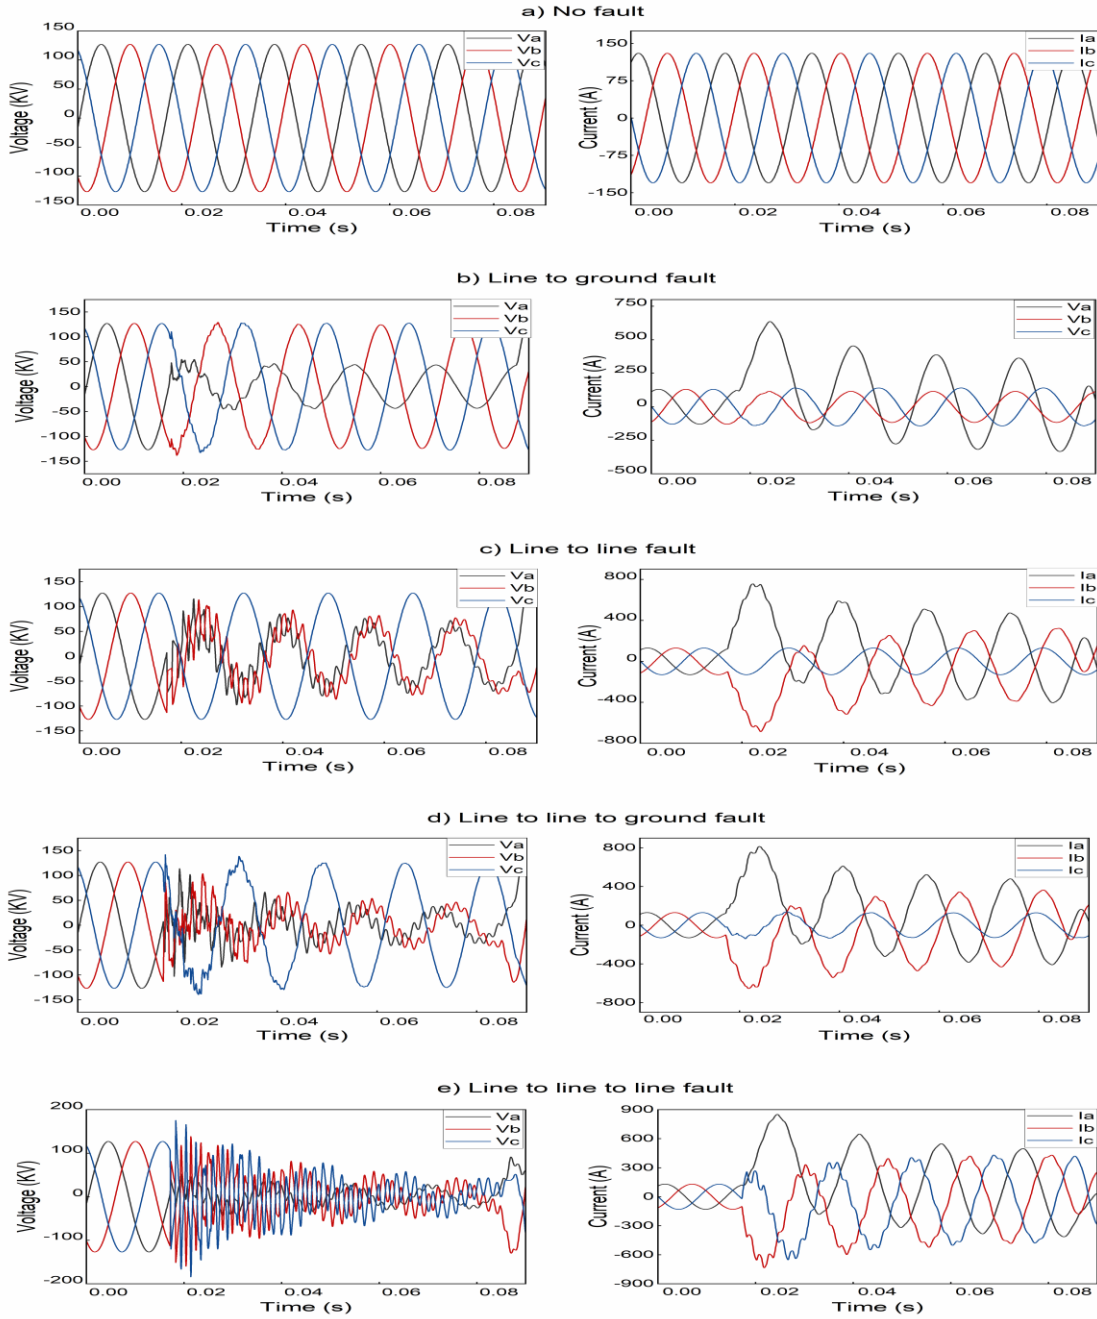 a) No fault
150
100
50
0
-50
-100
-150
Voltage (KV)
Va
Vb
Vc
0.00 0.02 0.04 0.06 0.08
Time (s)
150
75
0
-75
-150
Current (A)
Ia
Ib
Ic
0.00 0.02 0.04 0.06 0.08
Time (s)
b) Line to ground fault
150
100
50
0
-50
-100
-150
Voltage (KV)
Va
Vb
Vc
0.00 0.02 0.04 0.06 0.08
Time (s)
750
500
250
0
-250
-500
Current (A)
Va
Vb
Vc
0.00 0.02 0.04 0.06 0.08
Time (s)
c) Line to line fault
150
100
50
0
-50
-100
-150
Voltage (KV)
Va
Vb
Vc
0.00 0.02 0.04 0.06 0.08
Time (s)
800
400
0
-400
-800
Current (A)
Ia
Ib
Ic
0.00 0.02 0.04 0.06 0.08
Time (s)
d) Line to line to ground fault
150
100
50
0
-50
-100
-150
Voltage (KV)
Va
Vb
Vc
0.00 0.02 0.04 0.06 0.08
Time (s)
800
400
0
-400
-800
Current (A)
Ia
Ib
Ic
0.00 0.02 0.04 0.06 0.08
Time (s)
e) Line to line to line fault
200
100
0
-100
-200
Voltage (KV)
Va
Vb
Vc
0.00 0.02 0.04 0.06 0.08
Time (s)
900
600
300
0
-300
-600
-900
Current (A)
Ia
Ib
Ic
0.00 0.02 0.04 0.06 0.08
Time (s)